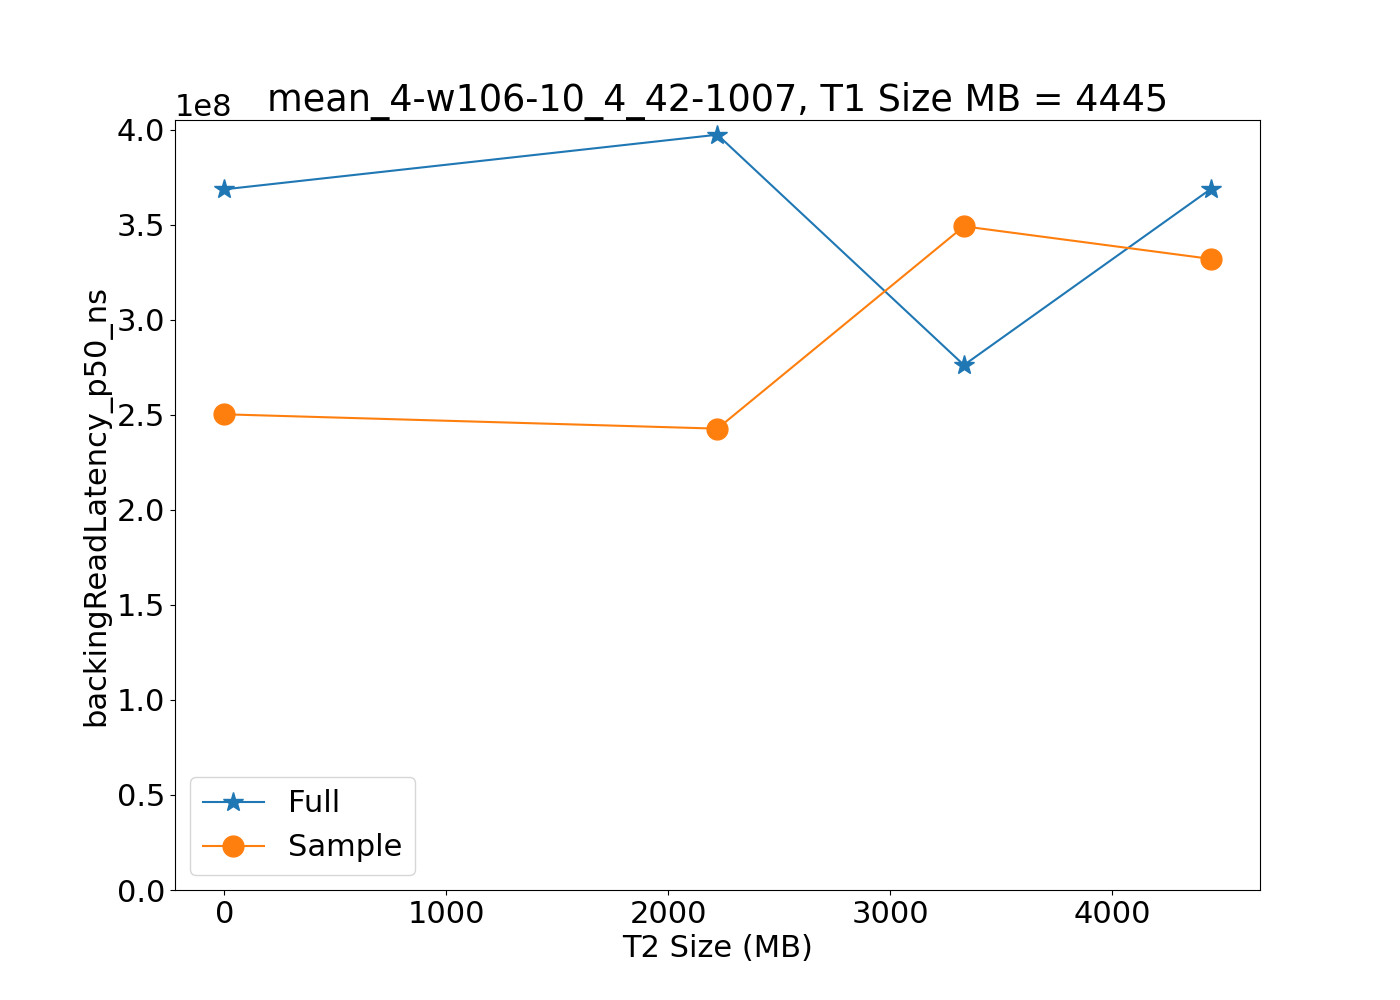 mean_4-w106-10_4_42-1007, T1 Size MB = 4445
1e8
4.0
3.5
3.0
2.5
2.0
1.5
1.0
0.5
0.0
backingReadLatency_p50_ns
Full
Sample
0 1000 2000 3000 4000
T2 Size (MB)